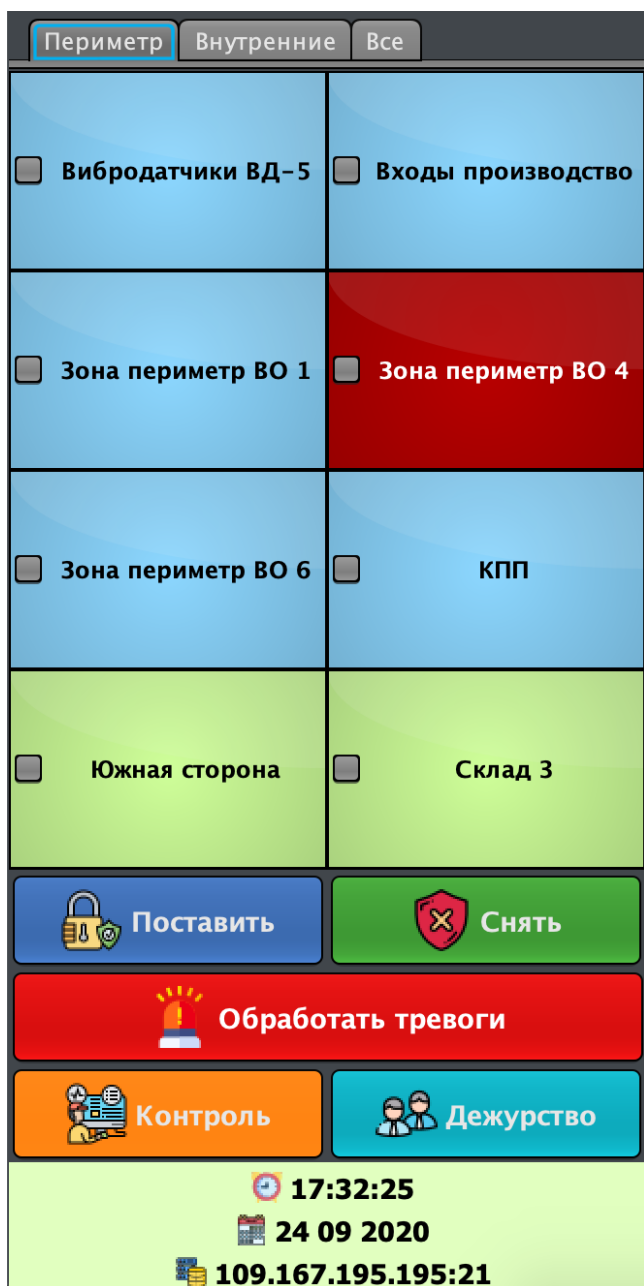 Периметр Внутренние Все
Вибродатчики ВД-5 Входы производство
Зона периметр ВО 1 Зона периметр ВО 4
Зона периметр ВО 6 КПП
Южная сторона Склад 3
Поставить Снять
Обработать тревоги
Контроль Дежурство
17:32:25
24 09 2020
109.167.195.195:21